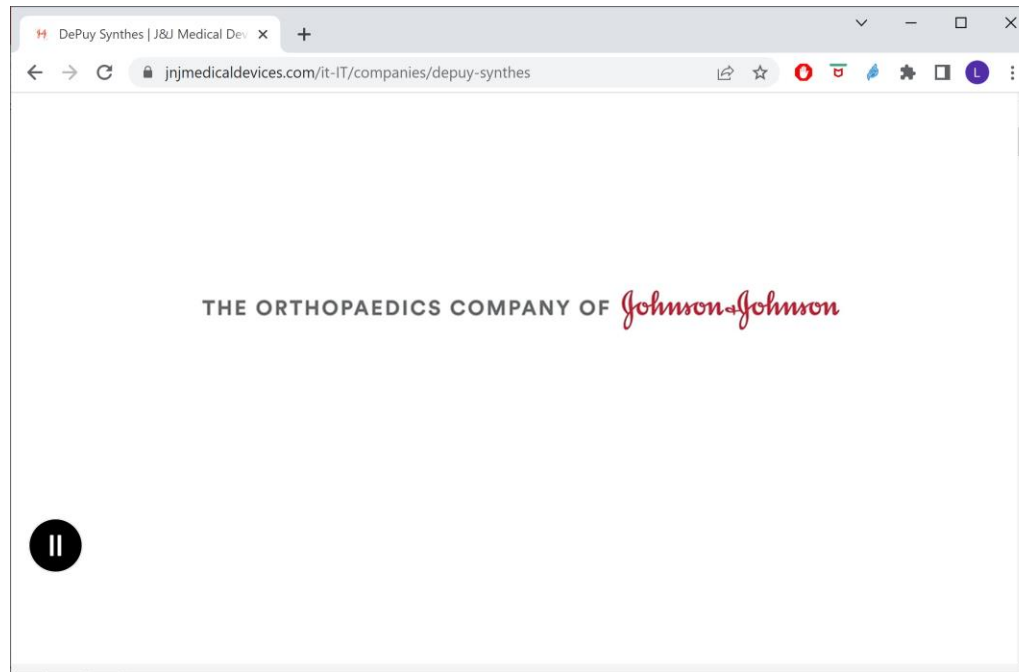 DePuy Synthes | J&J Medical Dev
jnjmedicaldevices.com/it-IT/companies/depuy-synthes
L
THE ORTHOPAEDICS COMPANY OF Johnson&Johnson